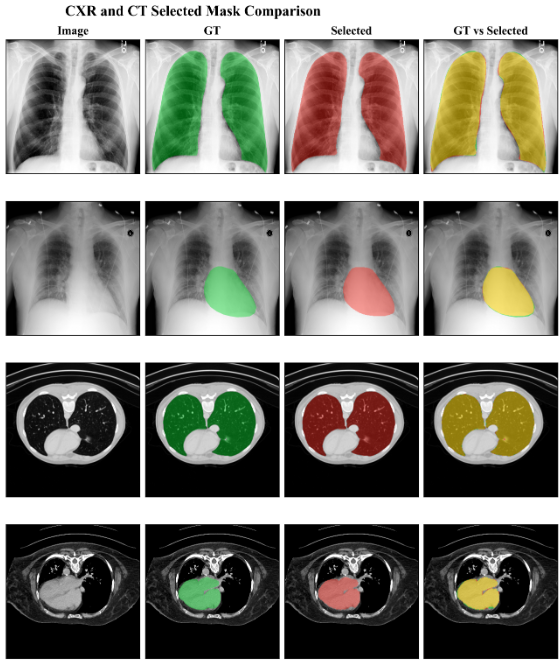 CXR and CT Selected Mask Comparison
Image
GT
Selected
GT vs Selected